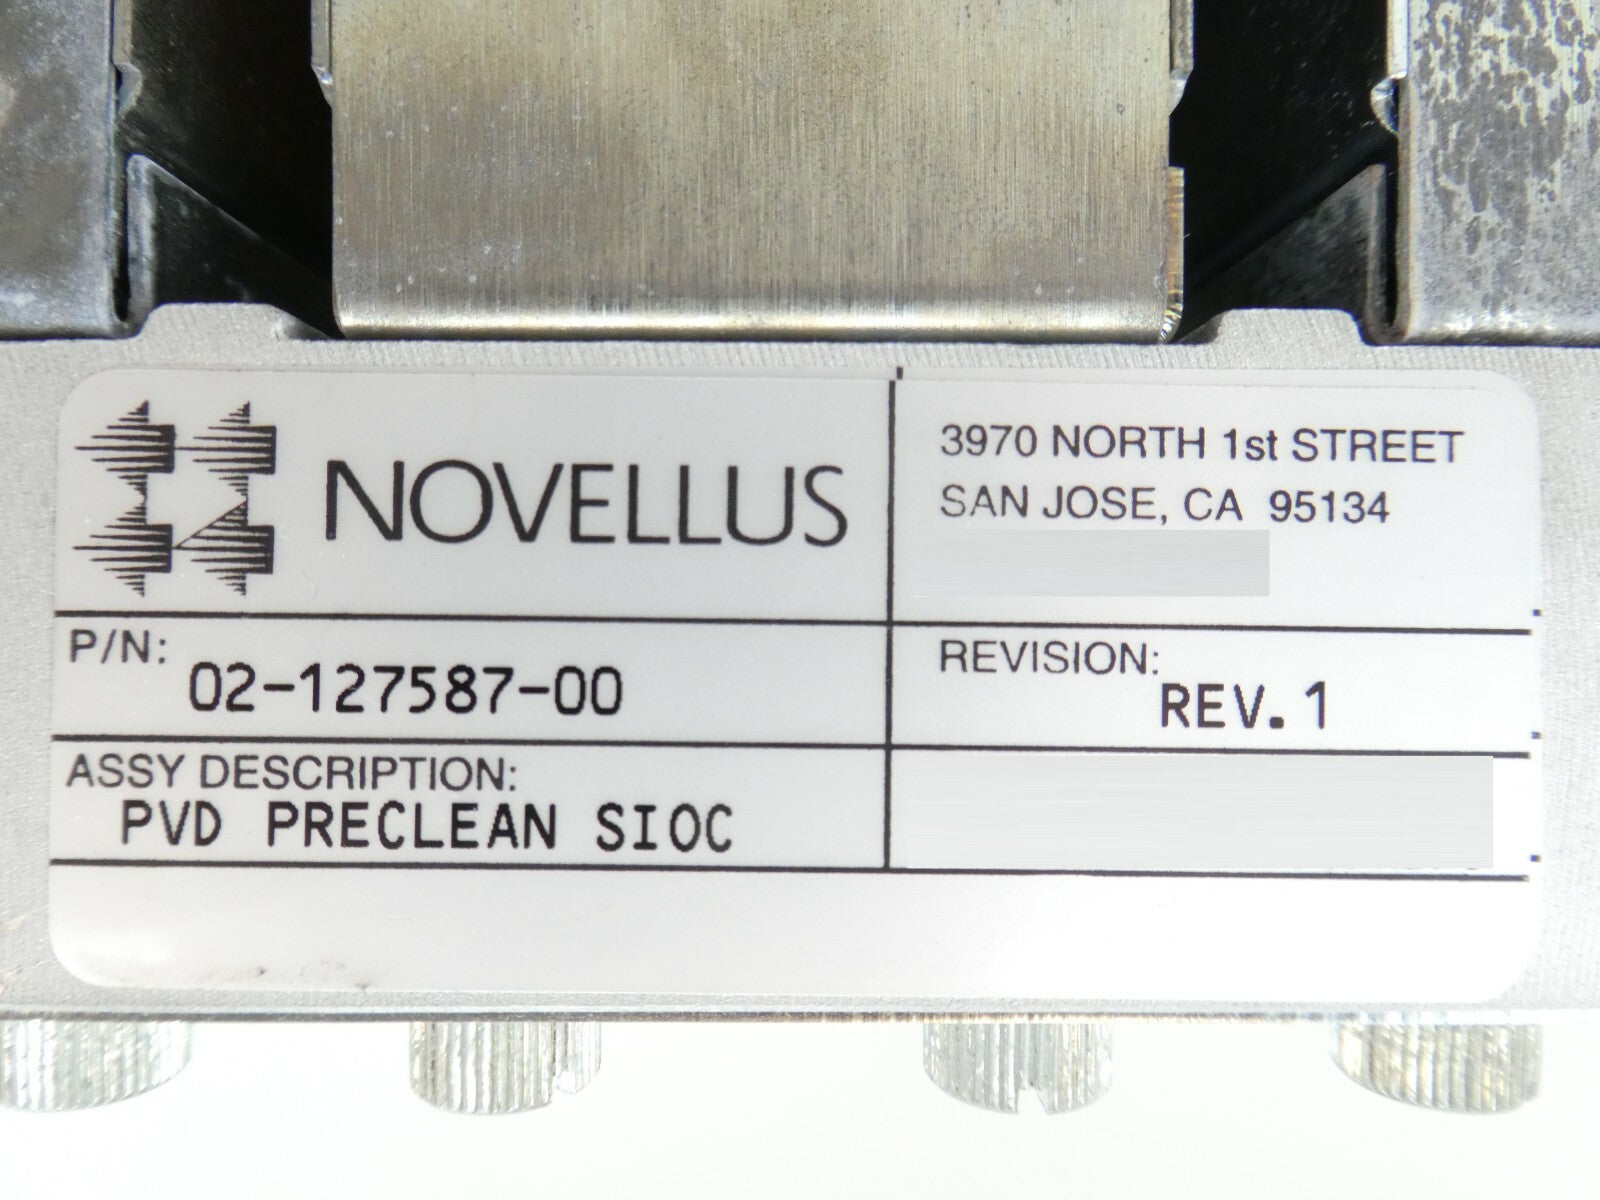 NOVELLUS
3970 NORTH 1st STREET
SAN JOSE, CA 95134
P/N:
02-127587-00
REVISION:
REV.1
ASSY DESCRIPTION:
PVD PRECLEAN SIOC